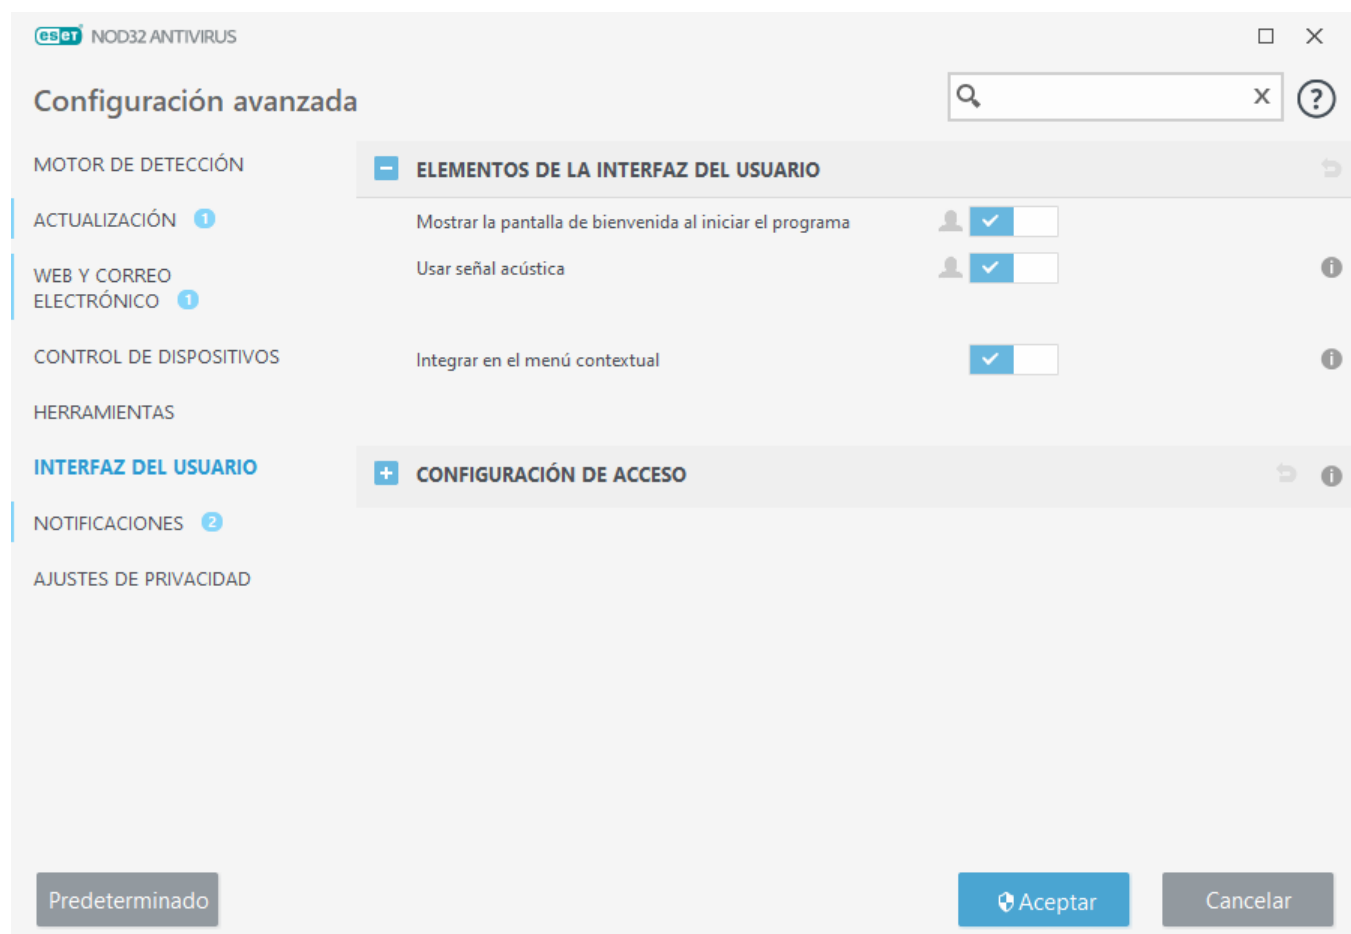 eset NOD32 ANTIVIRUS
Configuración avanzada
x ?
MOTOR DE DETECCIÓN
ACTUALIZACIÓN 1
WEB Y CORREO
ELECTRÓNICO 1
CONTROL DE DISPOSITIVOS
HERRAMIENTAS
INTERFAZ DEL USUARIO
NOTIFICACIONES 2
AJUSTES DE PRIVACIDAD
ELEMENTOS DE LA INTERFAZ DEL USUARIO
Mostrar la pantalla de bienvenida al iniciar el programa
Usar señal acústica
Integrar en el menú contextual
CONFIGURACIÓN DE ACCESO
Predeterminado
Aceptar
Cancelar